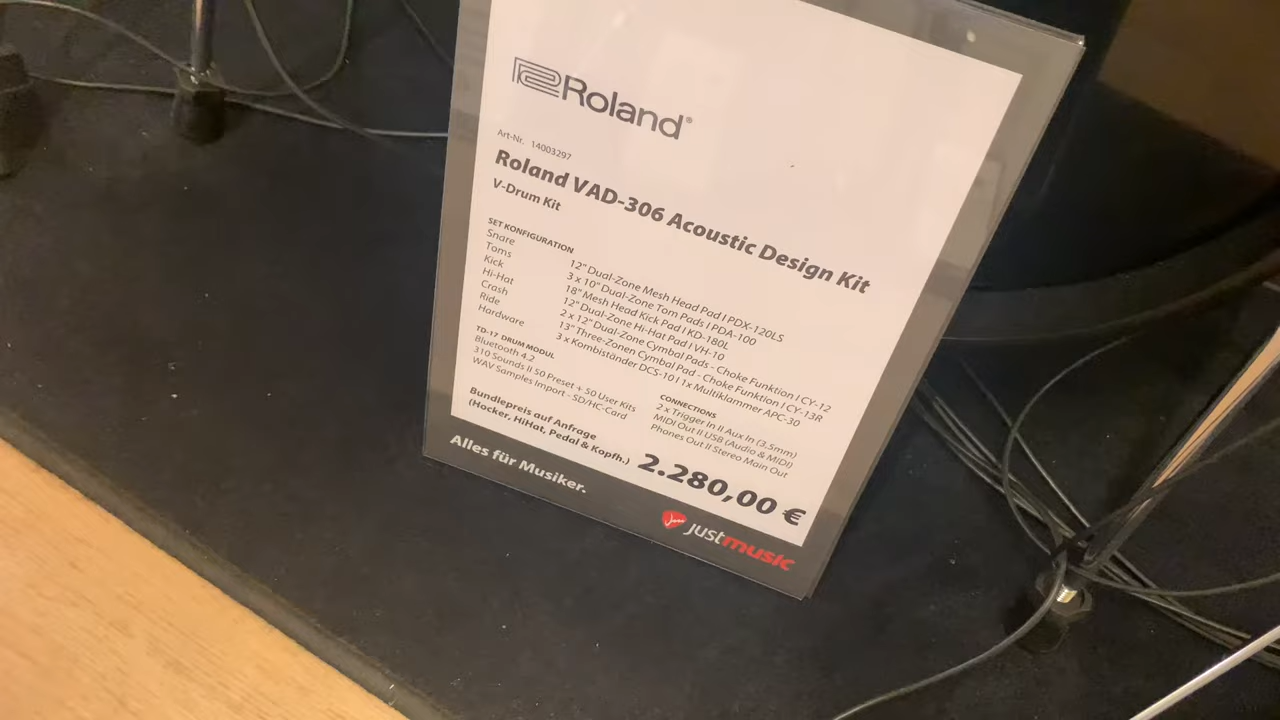 Roland®
Art-Nr. 14003297
Roland VAD-306 Acoustic Design Kit
V-Drum Kit
SET KONFIGURATION
Snare 12" Dual-Zone Mesh Head Pad I PDX-120LS
Toms 3 x 10" Dual-Zone Tom Pads I PDA-100
Kick 18" Mesh Head Kick Pad I KD-180L
Hi-Hat 12" Dual-Zone Hi-Hat Pad I VH-10
Crash 2 x 12" Dual-Zone Cymbal Pads - Choke Funktion I CY-12
Ride 13" Three-Zonen Cymbal Pad - Choke Funktion I CY-13R
Hardware 3 x Kombiständer DCS-10 I 1x Multiklammer APC-30
TD-17 DRUM MODUL
Bluetooth 4.2
310 Sounds II 50 Preset + 50 User Kits
WAV Samples Import - SD/HC-Card
CONNECTIONS
2 x Trigger In II Aux In (3.5mm)
MIDI Out II USB (Audio & MIDI)
Phones Out II Stereo Main Out
Bundlepreis auf Anfrage
(Hocker, HiHat, Pedal & Kopfh.)
2.280,00 €
Alles für Musiker.
justmusic